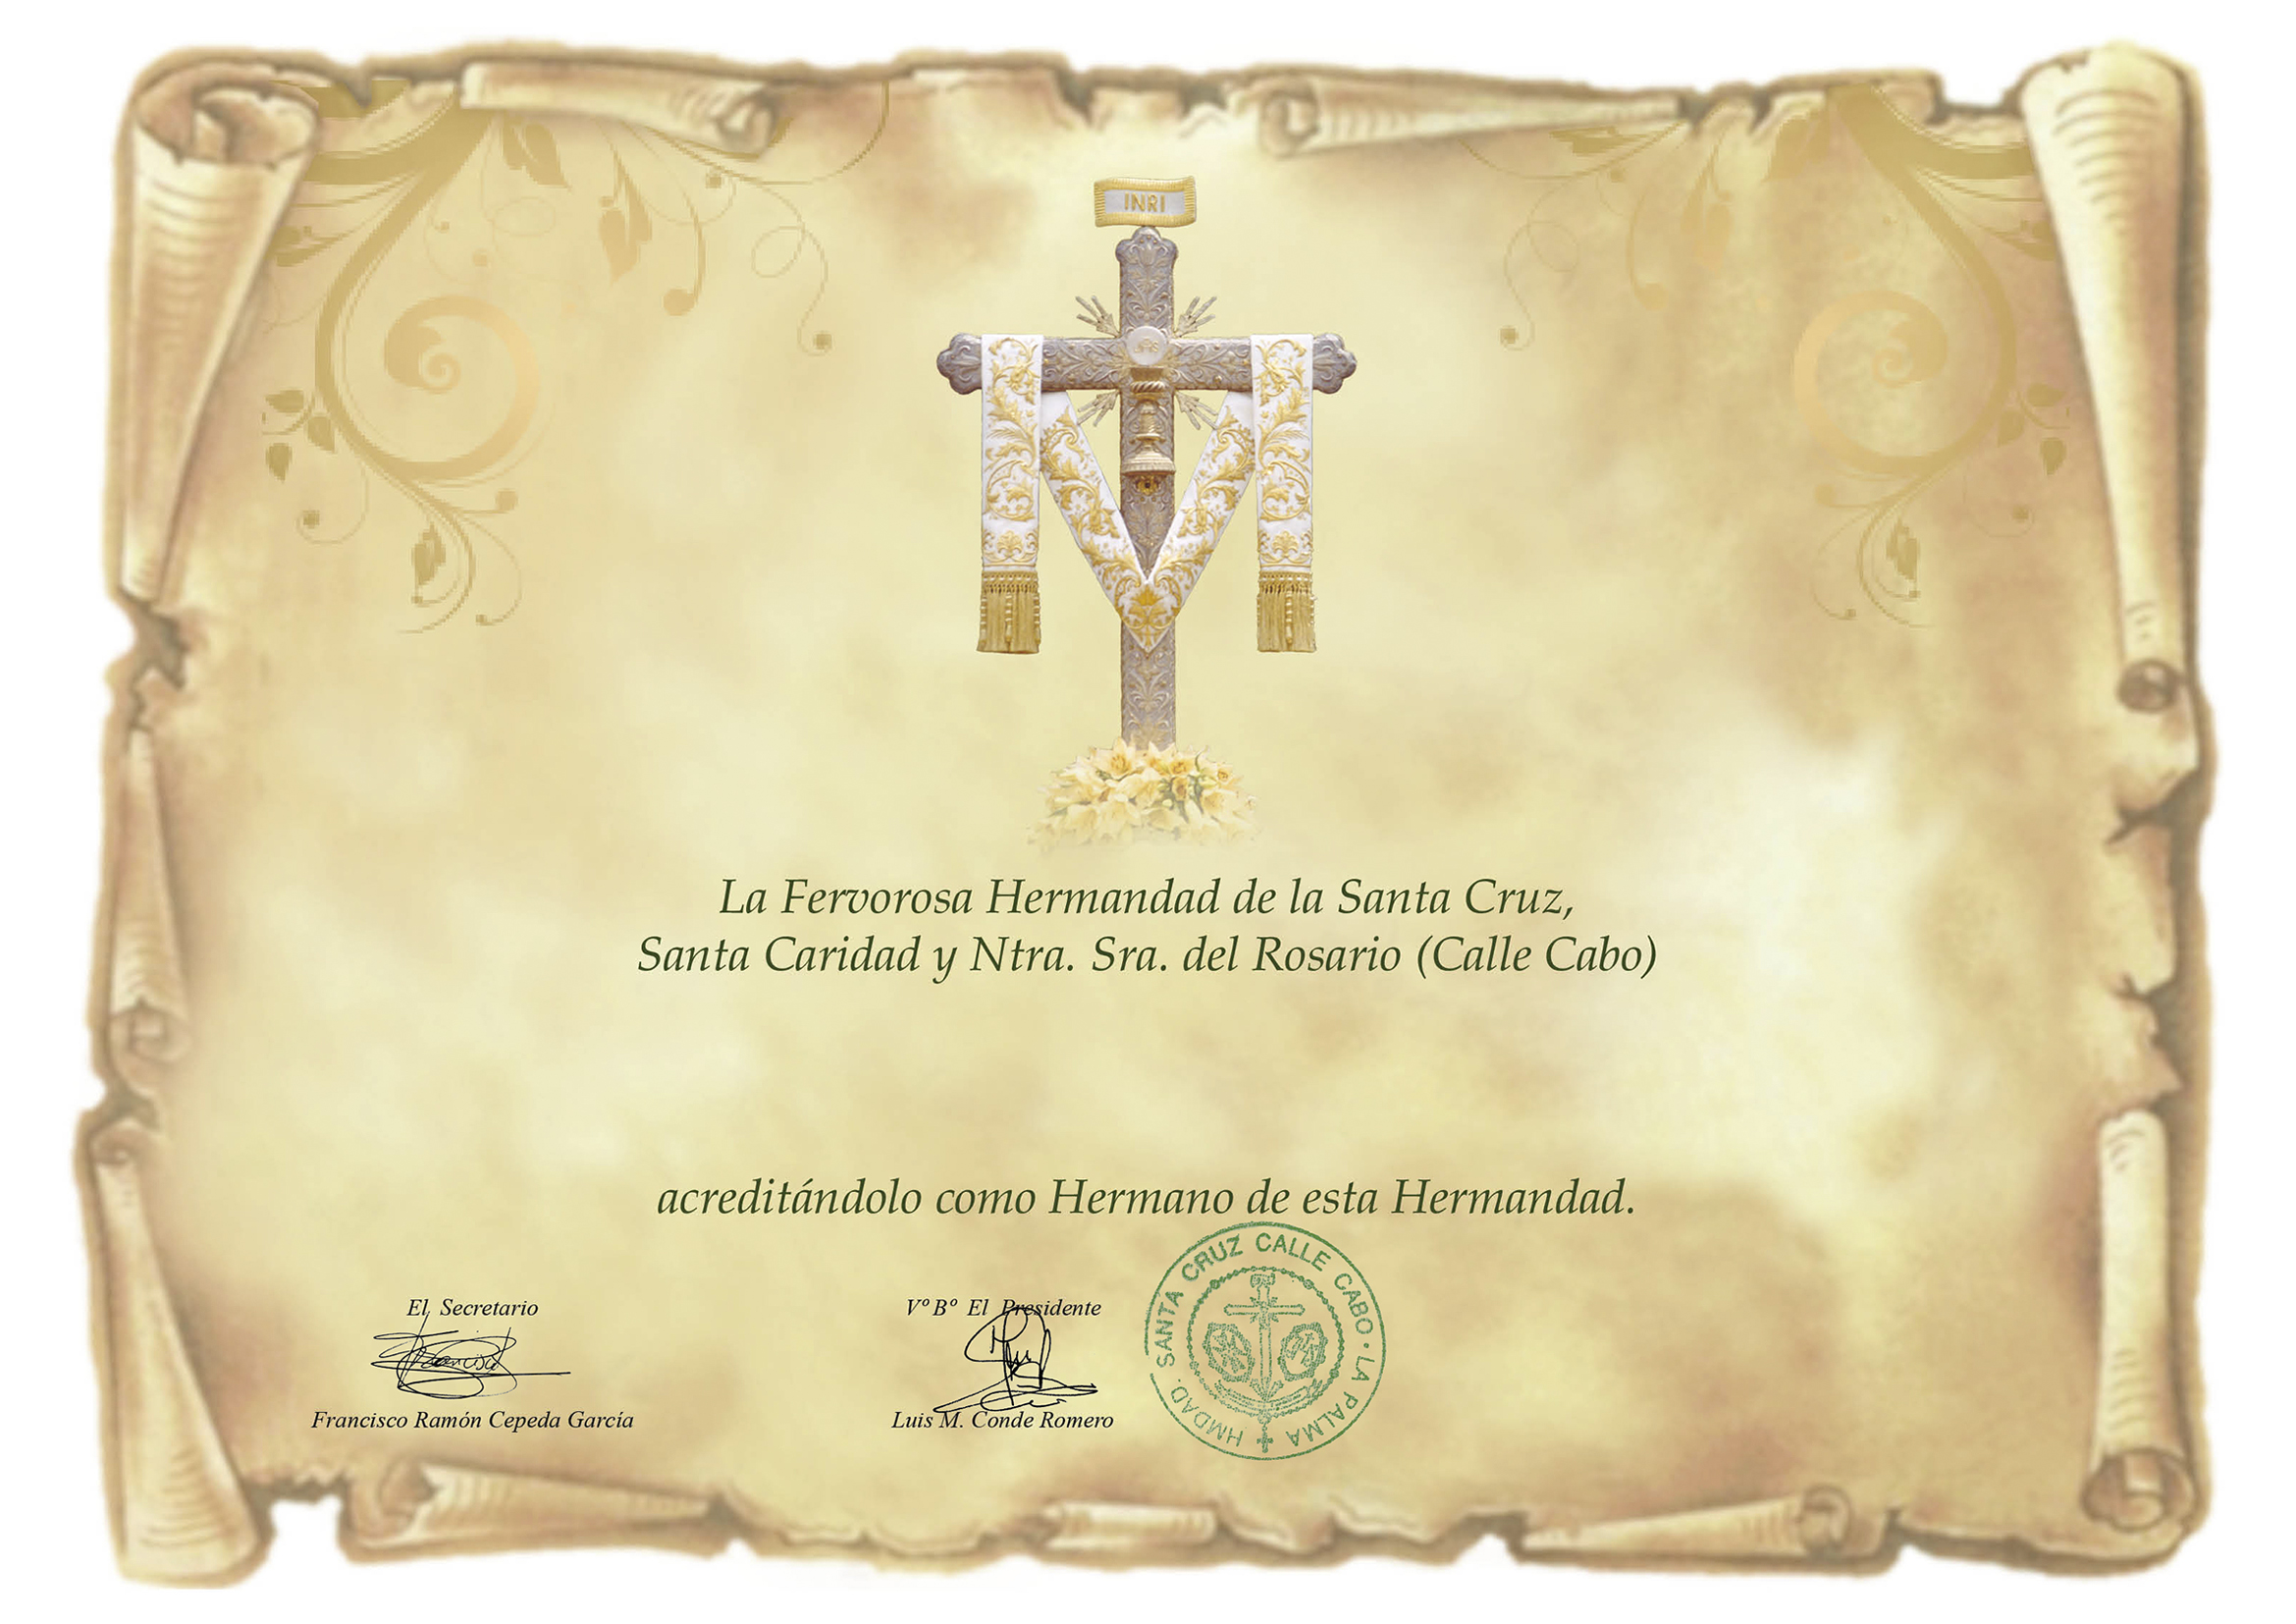 INRI
La Fervorosa Hermandad de la Santa Cruz,
Santa Caridad y Ntra. Sra. del Rosario (Calle Cabo)
acreditándolo como Hermano de esta Hermandad.
El Secretario
Francisco Ramón Cepeda García
Vº Bº El Presidente
Luis M. Conde Romero
HMDAD. SANTA CRUZ CALLE CABO · LA PALMA